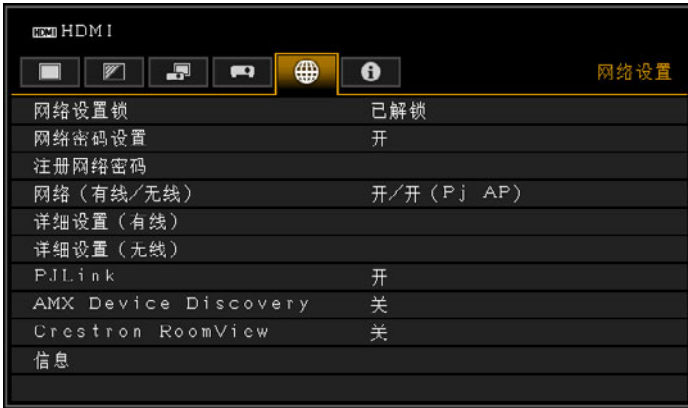 HDMI HDMI
网络设置
网络设置锁 已解锁
网络密码设置 开
注册网络密码
网络（有线/无线） 开/开（Pj AP）
详细设置（有线）
详细设置（无线）
PJLink 开
AMX Device Discovery 关
Crestron RoomView 关
信息